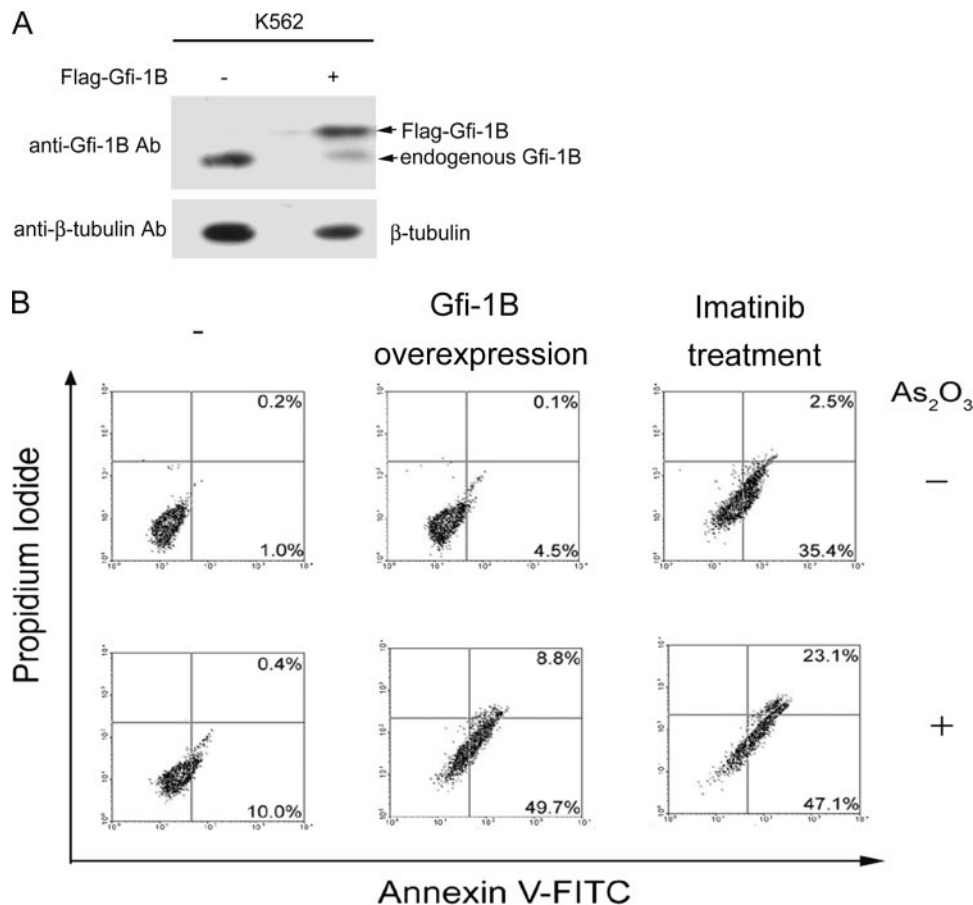 A
K562
Flag-Gfi-1B - +
anti-Gfi-1B Ab
Flag-Gfi-1B
endogenous Gfi-1B
anti-β-tubulin Ab
β-tubulin
B
-
Gfi-1B
overexpression
Imatinib
treatment
As₂O₃
0.2%
1.0%
0.1%
4.5%
2.5%
35.4%
−
0.4%
10.0%
8.8%
49.7%
23.1%
47.1%
+
Propidium Iodide
Annexin V-FITC